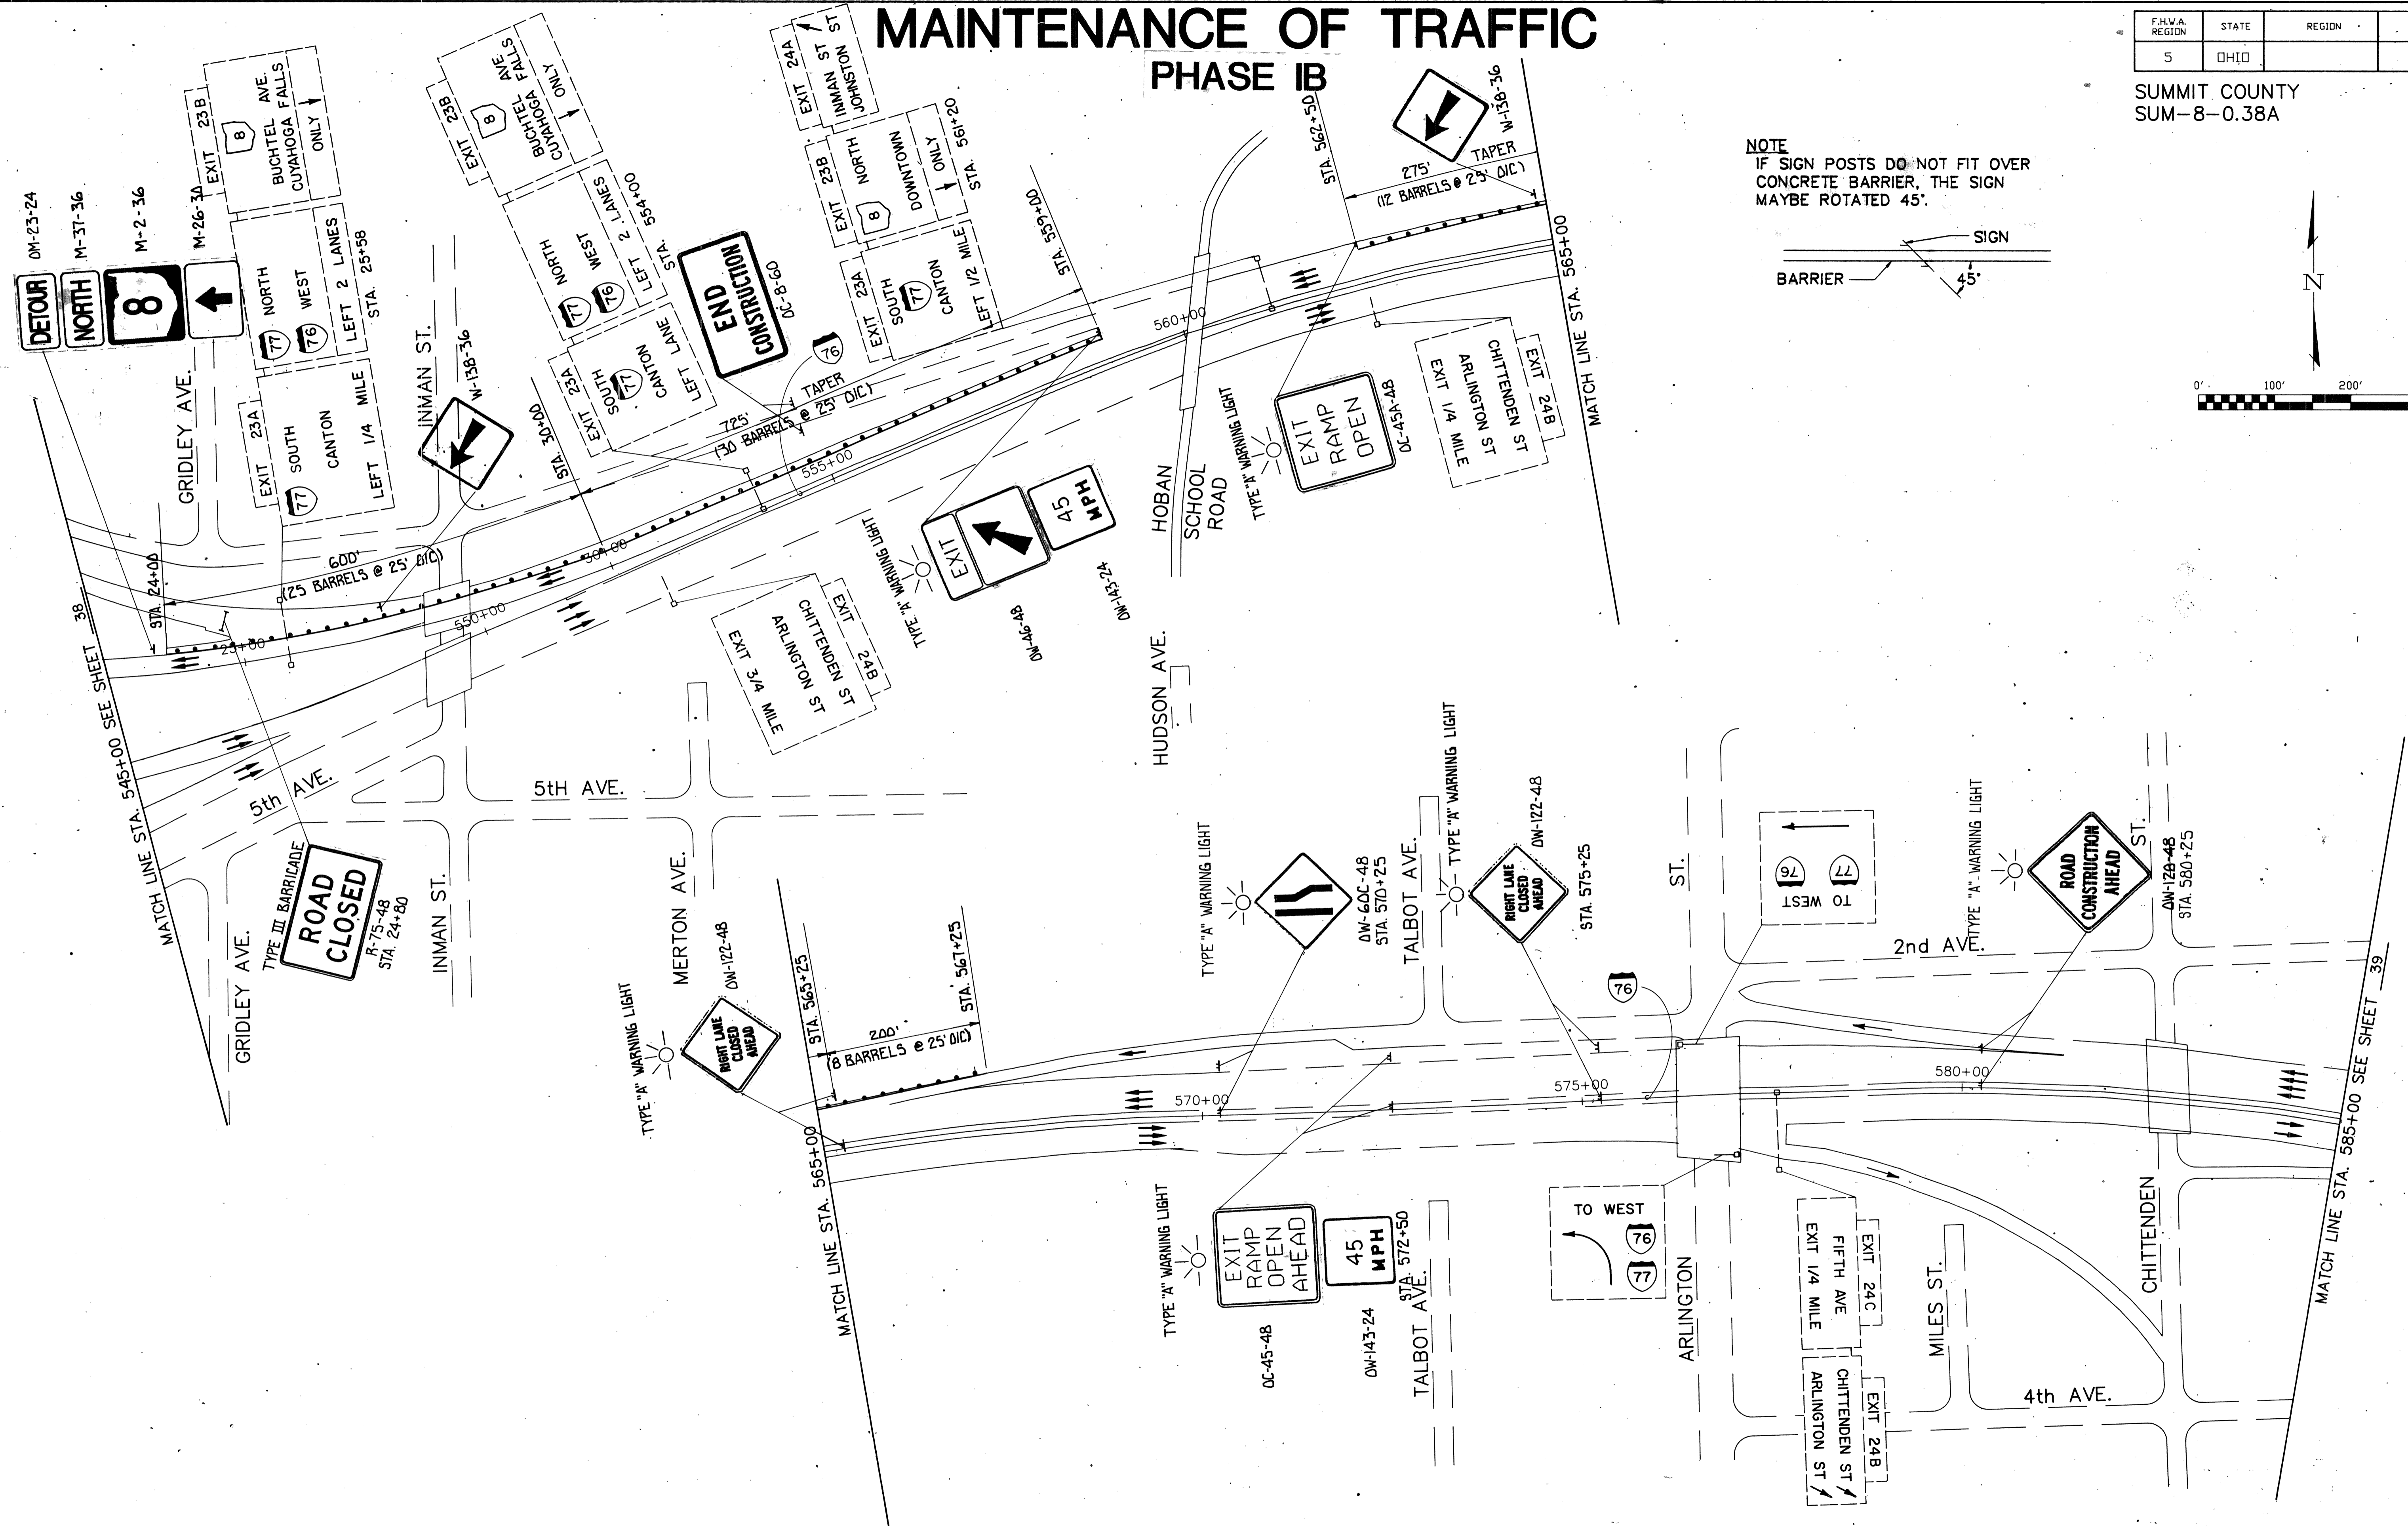 MAINTENANCE OF TRAFFIC
PHASE IB
F.H.W.A.
REGION
STATE
REGION
5
OHIO
SUMMIT COUNTY
SUM-8-0.38A
NOTE
IF SIGN POSTS DO NOT FIT OVER
CONCRETE BARRIER, THE SIGN
MAYBE ROTATED 45°.
SIGN
BARRIER
45°
N
0' 100' 200'
DETOUR
OM-23-24
NORTH
M-37-36
8
M-2-36
M-26-30
EXIT 23B
8
BUCHTEL AVE.
CUYAHOGA FALLS
ONLY
77 NORTH
76 WEST
LEFT 2 LANES
STA. 25+58
EXIT 23A
77 SOUTH
CANTON
LEFT 1/4 MILE
GRIDLEY AVE.
INMAN ST.
W-13B-36
EXIT 23B
8
BUCHTEL AVE
CUYAHOGA FALLS
ONLY
77 NORTH
76 WEST
LEFT 2 LANES
STA. 554+00
EXIT 23A
SOUTH
77
CANTON
LEFT LANE
STA. 30+00
END
CONSTRUCTION
OC-8-60
76
EXIT 24A
INMAN ST
JOHNSTON ST
EXIT 23B
8 NORTH
DOWNTOWN
ONLY
STA. 561+20
EXIT 23A
SOUTH
77
CANTON
LEFT 1/2 MILE
STA. 559+00
STA. 562+50
275' TAPER
(12 BARRELS @ 25' O/C)
W-13B-36
725' TAPER
(30 BARRELS @ 25' O/C)
600'
(25 BARRELS @ 25' O/C)
STA. 24+00
25+00
550+00
30+00
555+00
560+00
MATCH LINE STA. 565+00
MATCH LINE STA. 545+00 SEE SHEET 38
HOBAN
SCHOOL
ROAD
TYPE "A" WARNING LIGHT
EXIT
RAMP
OPEN
OC-45A-48
EXIT 24B
CHITTENDEN ST
ARLINGTON ST
EXIT 1/4 MILE
TYPE "A" WARNING LIGHT
EXIT
45
MPH
OW-46-48
OW-143-24
EXIT 24B
CHITTENDEN ST
ARLINGTON ST
EXIT 3/4 MILE
HUDSON AVE.
5th AVE.
5TH AVE.
TYPE III BARRICADE
ROAD
CLOSED
R-75-48
STA. 24+80
GRIDLEY AVE.
INMAN ST.
MERTON AVE.
TYPE "A" WARNING LIGHT
RIGHT LANE
CLOSED
AHEAD
OW-122-48
STA. 565+25
200'
(8 BARRELS @ 25' O/C)
STA. 567+25
TYPE "A" WARNING LIGHT
OW-60C-48
STA. 570+25
TALBOT AVE.
TYPE "A" WARNING LIGHT
RIGHT LANE
CLOSED
AHEAD
OW-122-48
STA. 575+25
76
ST.
TO WEST
77
76
2nd AVE.
TYPE "A" WARNING LIGHT
ROAD
CONSTRUCTION
AHEAD
ST.
OW-128-48
STA. 580+25
570+00
575+00
580+00
MATCH LINE STA. 565+00
MATCH LINE STA. 585+00 SEE SHEET 39
TYPE "A" WARNING LIGHT
EXIT
RAMP
OPEN
AHEAD
45
MPH
STA. 572+50
OC-45-48
OW-143-24
TALBOT AVE.
TO WEST
76
77
ARLINGTON
EXIT 24C
FIFTH AVE
EXIT 1/4 MILE
EXIT 24B
CHITTENDEN ST
ARLINGTON ST
MILES ST.
CHITTENDEN
4th AVE.